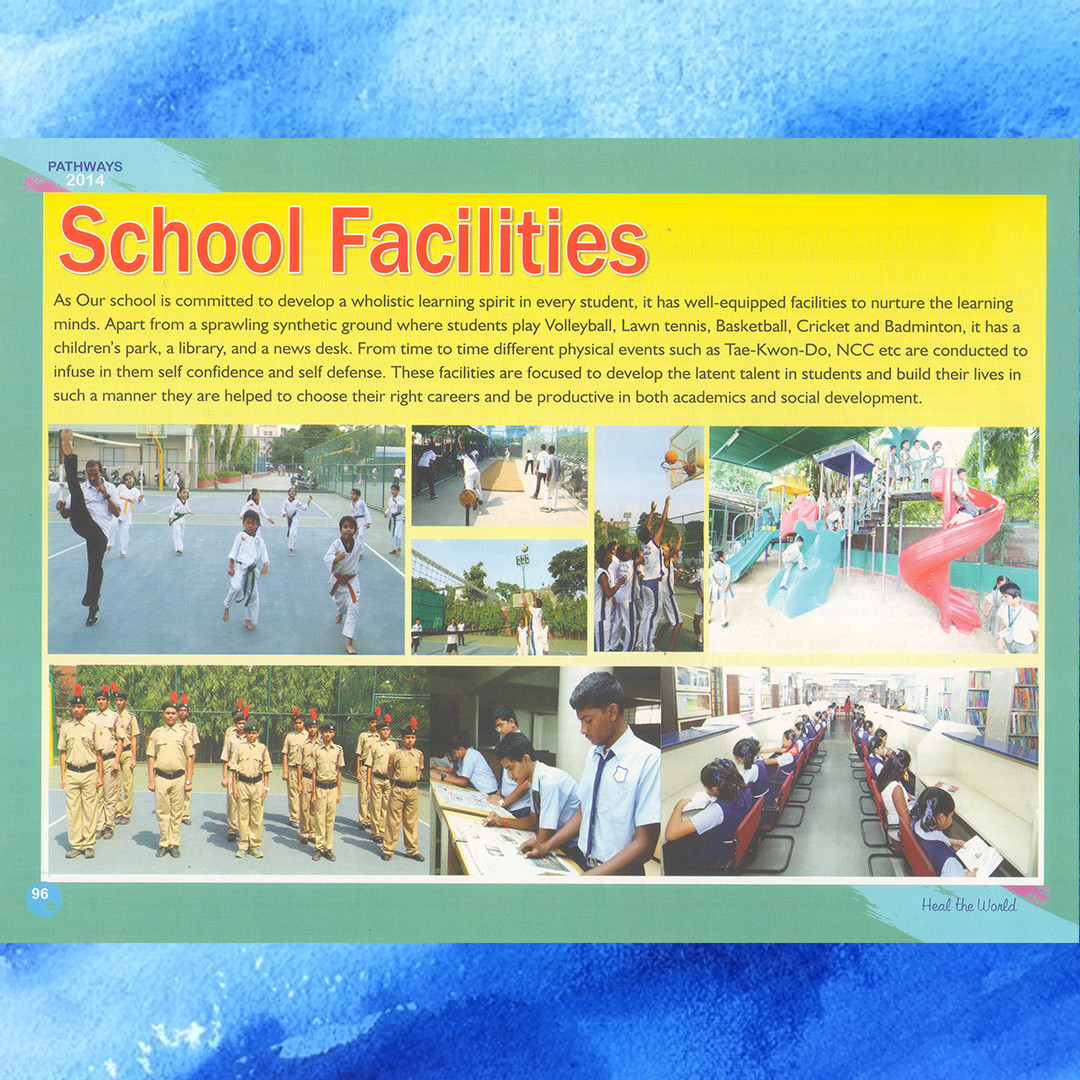 PATHWAYS
2014
School Facilities
As Our school is committed to develop a wholistic learning spirit in every student, it has well-equipped facilities to nurture the learning
minds. Apart from a sprawling synthetic ground where students play Volleyball, Lawn tennis, Basketball, Cricket and Badminton, it has a
children's park, a library, and a news desk. From time to time different physical events such as Tae-Kwon-Do, NCC etc are conducted to
infuse in them self confidence and self defense. These facilities are focused to develop the latent talent in students and build their lives in
such a manner they are helped to choose their right careers and be productive in both academics and social development.
96
Heal the World